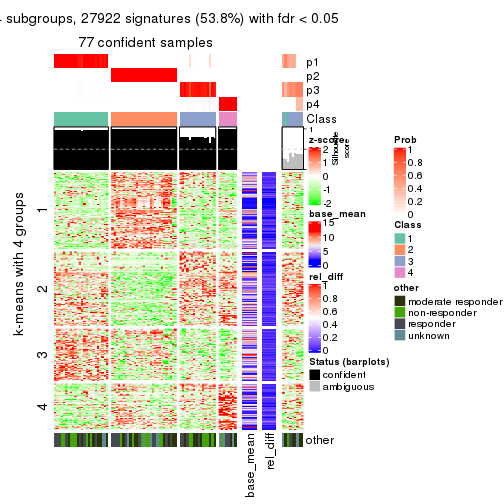 subgroups, 27922 signatures (53.8%) with fdr < 0.05
77 confident samples
p1
p2
p3
p4
Class
1
Silhouette
score
k-means with 4 groups
1
2
3
4
other
base_mean
rel_diff
z-score
2
1
0
-1
-2
base_mean
15
10
5
0
rel_diff
1
0.8
0.6
0.4
0.2
0
Status (barplots)
confident
ambiguous
Prob
1
0.8
0.6
0.4
0.2
0
Class
1
2
3
4
other
moderate responder
non-responder
responder
unknown